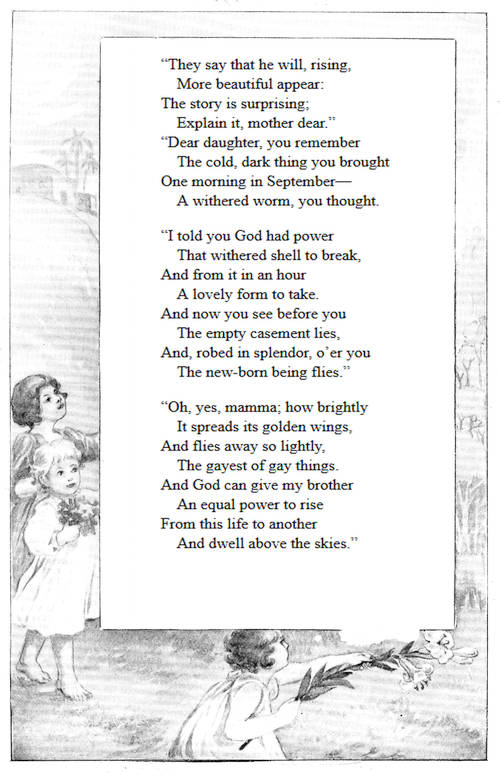 “They say that he will, rising,
More beautiful appear:
The story is surprising;
Explain it, mother dear.”
“Dear daughter, you remember
The cold, dark thing you brought
One morning in September—
A withered worm, you thought.
“I told you God had power
That withered shell to break,
And from it in an hour
A lovely form to take.
And now you see before you
The empty casement lies,
And, robed in splendor, o’er you
The new-born being flies.”
“Oh, yes, mamma; how brightly
It spreads its golden wings,
And flies away so lightly,
The gayest of gay things.
And God can give my brother
An equal power to rise
From this life to another
And dwell above the skies.”